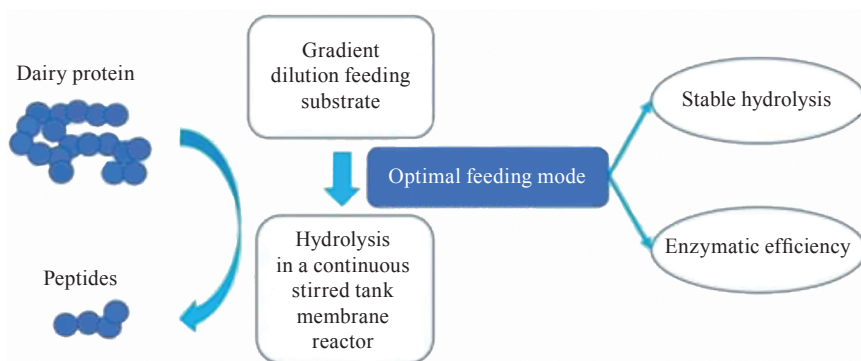 Dairy protein
Peptides
Gradient
dilution feeding
substrate
Optimal feeding mode
Hydrolysis
in a continuous
stirred tank
membrane
reactor
Stable hydrolysis
Enzymatic efficiency